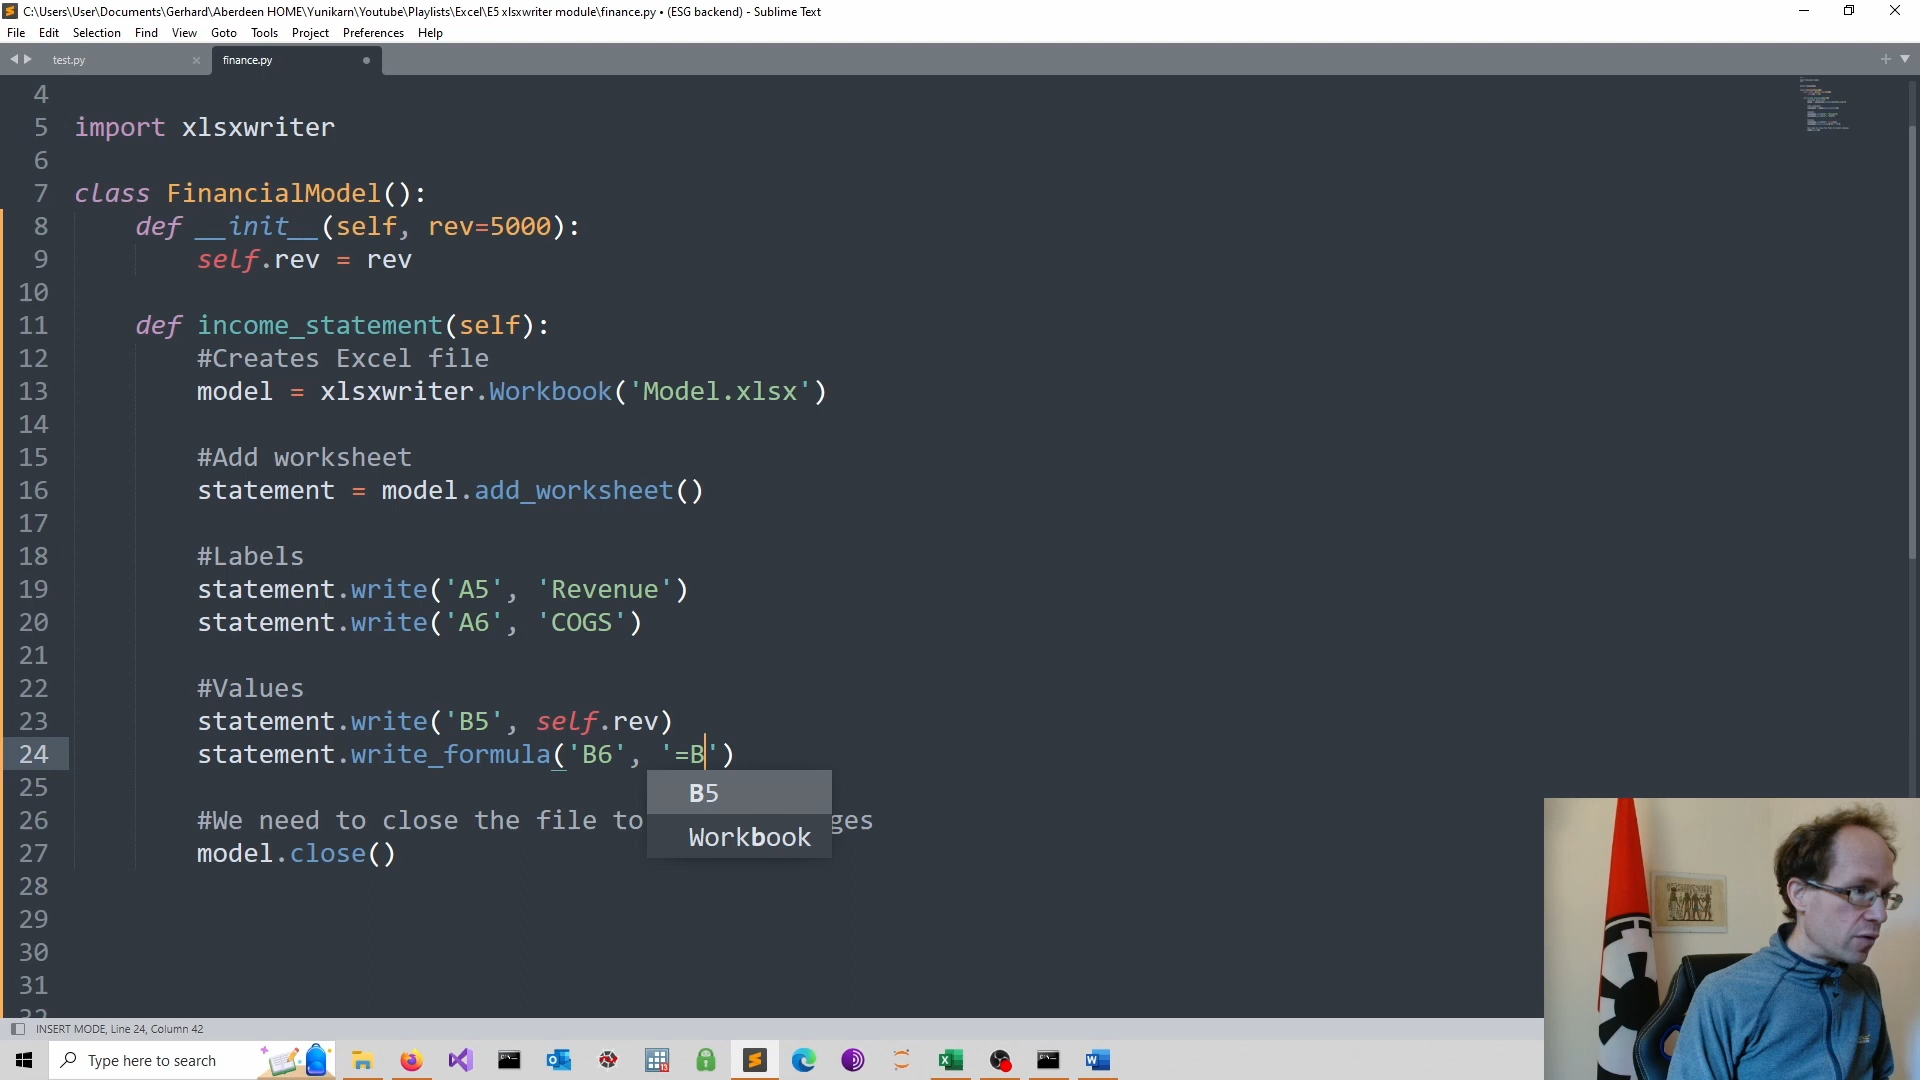 C:\Users\User\Documents\Gerhard\Aberdeen HOME\Yunikarn\Youtube\Playlists\Excel\E5 xlsxwriter module\finance.py • (ESG backend) - Sublime Text
File Edit Selection Find View Goto Tools Project Preferences Help
test.py finance.py
4
5 import xlsxwriter
6
7 class FinancialModel():
8 def __init__(self, rev=5000):
9 self.rev = rev
10
11 def income_statement(self):
12 #Creates Excel file
13 model = xlsxwriter.Workbook('Model.xlsx')
14
15 #Add worksheet
16 statement = model.add_worksheet()
17
18 #Labels
19 statement.write('A5', 'Revenue')
20 statement.write('A6', 'COGS')
21
22 #Values
23 statement.write('B5', self.rev)
24 statement.write_formula('B6', '=B')
25 B5
26 #We need to close the file to ges
Workbook
27 model.close()
28
29
30
31
32
INSERT MODE, Line 24, Column 42
Type here to search